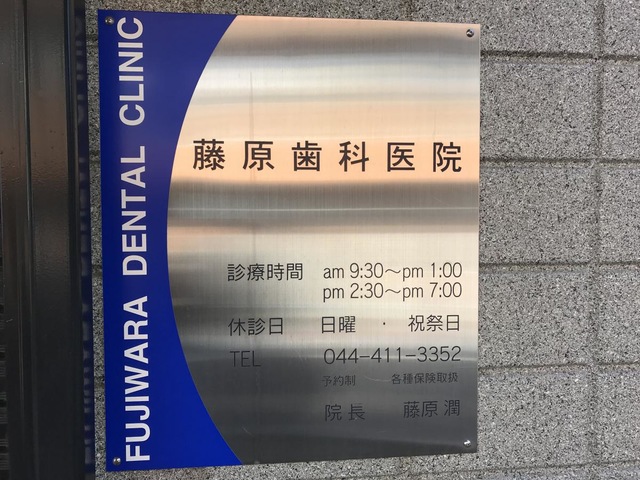 FUJIWARA DENTAL CLINIC
藤原歯科医院
診療時間 am 9:30～pm 1:00
pm 2:30～pm 7:00
休診日 日曜・祝祭日
TEL 044-411-3352
予約制 各種保険取扱
院長 藤原潤